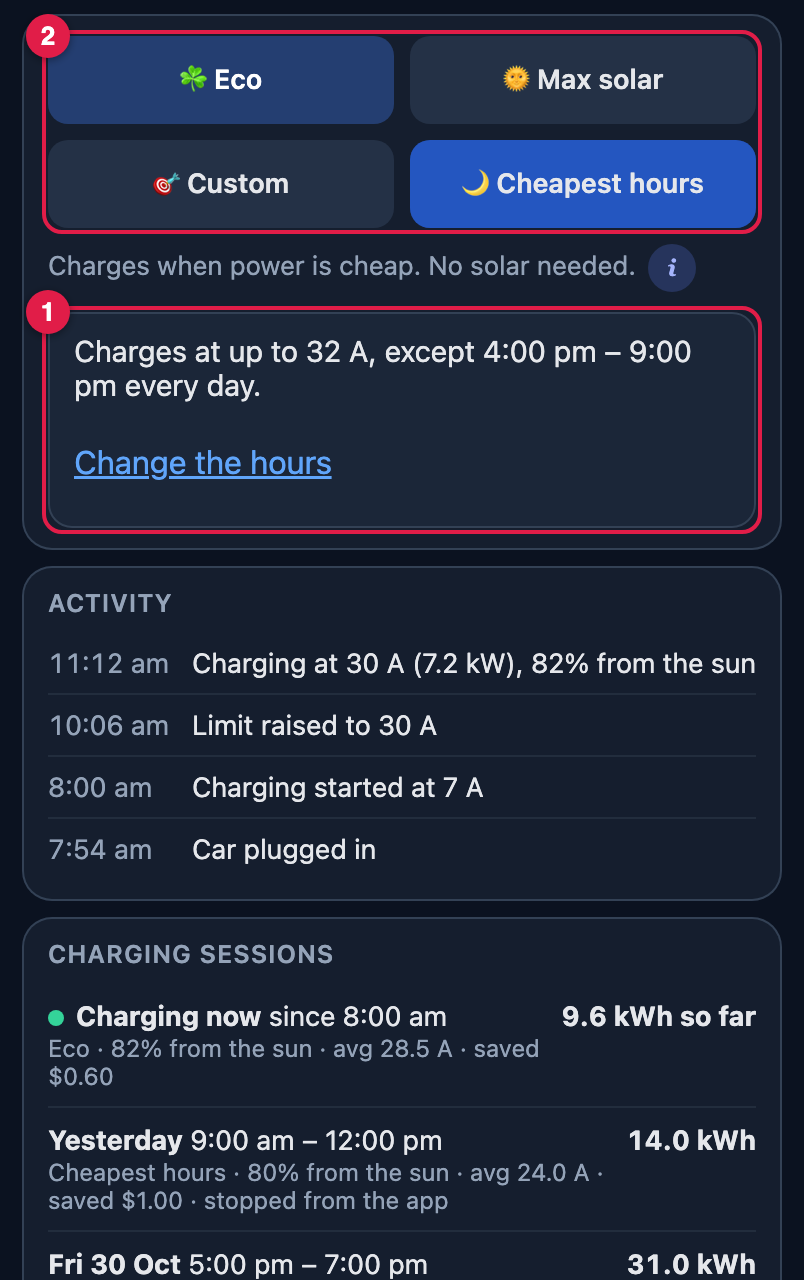 2
☘️ Eco
🌞 Max solar
🎯 Custom
🌙 Cheapest hours
Charges when power is cheap. No solar needed. i
1
Charges at up to 32 A, except 4:00 pm – 9:00
pm every day.
Change the hours
ACTIVITY
11:12 am Charging at 30 A (7.2 kW), 82% from the sun
10:06 am Limit raised to 30 A
8:00 am Charging started at 7 A
7:54 am Car plugged in
CHARGING SESSIONS
Charging now since 8:00 am 9.6 kWh so far
Eco · 82% from the sun · avg 28.5 A · saved
$0.60
Yesterday 9:00 am – 12:00 pm 14.0 kWh
Cheapest hours · 80% from the sun · avg 24.0 A ·
saved $1.00 · stopped from the app
Fri 30 Oct 5:00 pm – 7:00 pm 31.0 kWh